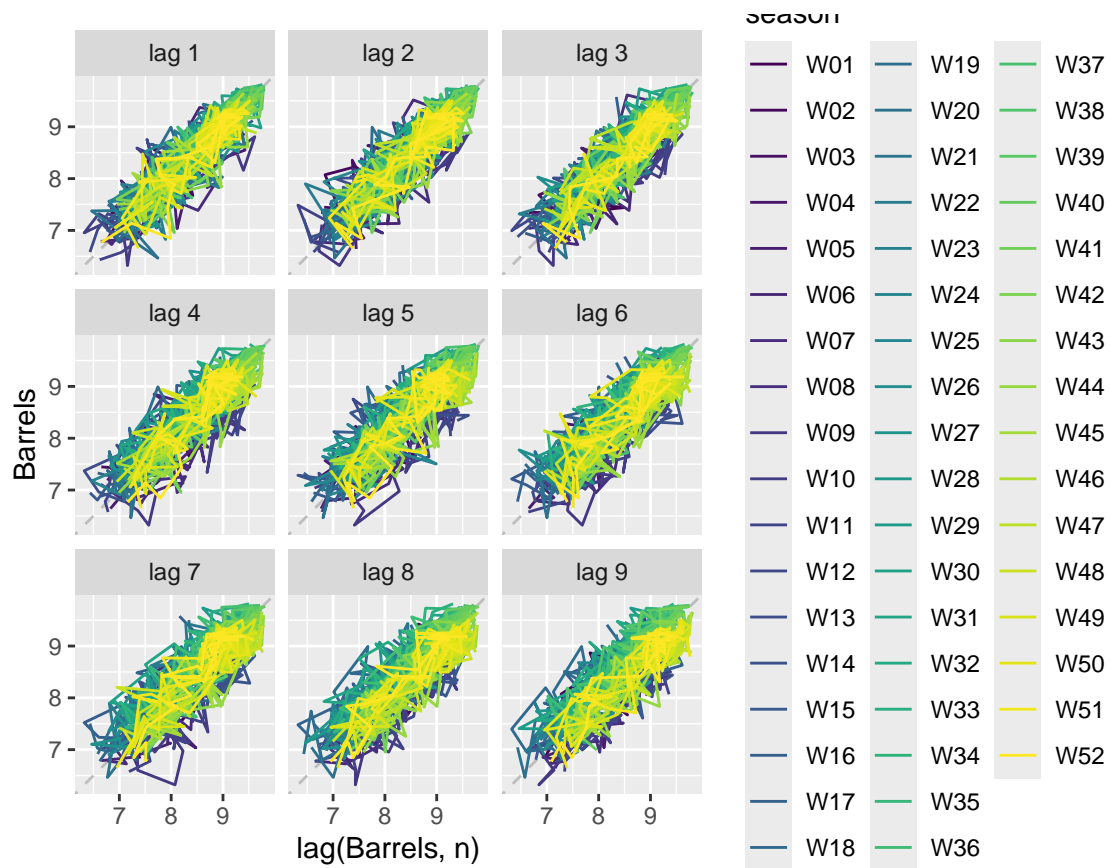 season
lag 1 lag 2 lag 3
9
8
7
lag 4 lag 5 lag 6
9
8
7
lag 7 lag 8 lag 9
9
8
7
7 8 9 7 8 9 7 8 9
lag(Barrels, n)
Barrels
W01 W19 W37
W02 W20 W38
W03 W21 W39
W04 W22 W40
W05 W23 W41
W06 W24 W42
W07 W25 W43
W08 W26 W44
W09 W27 W45
W10 W28 W46
W11 W29 W47
W12 W30 W48
W13 W31 W49
W14 W32 W50
W15 W33 W51
W16 W34 W52
W17 W35
W18 W36